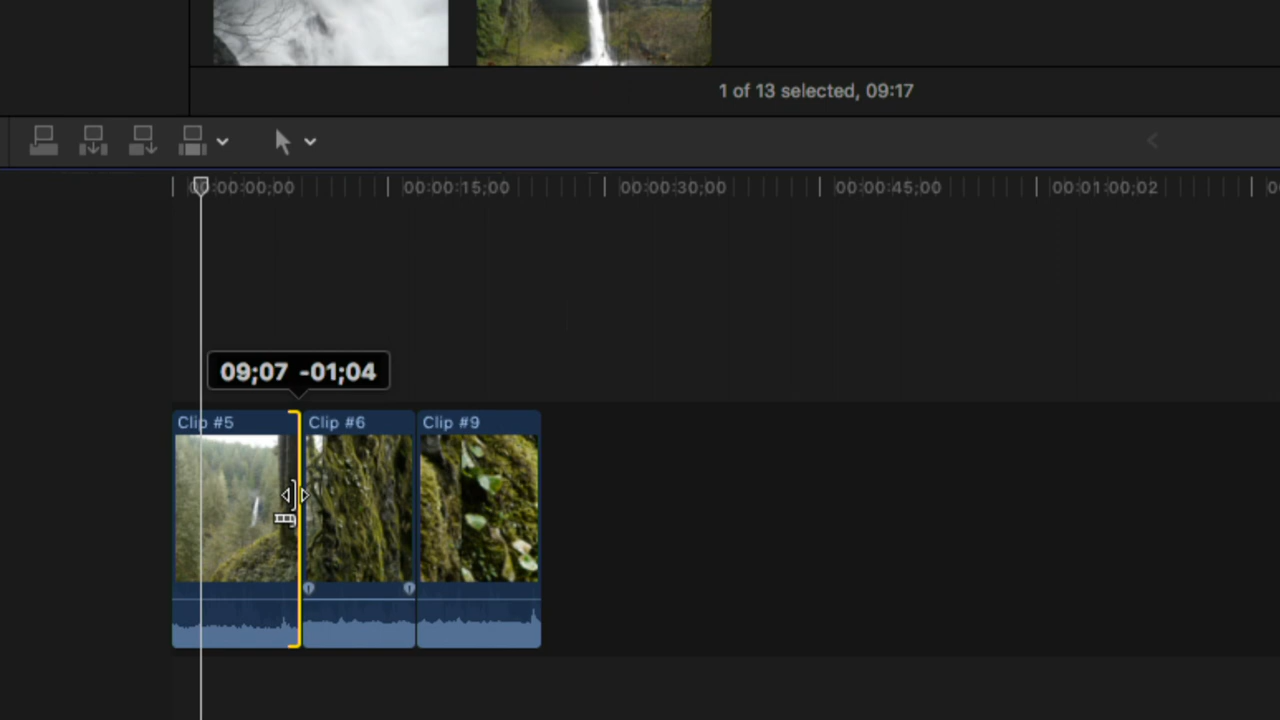 1 of 13 selected, 09:17
00:00:00;00 00:00:15;00 00:00:30;00 00:00:45;00 00:01:00;02
09;07 -01;04
Clip #5 Clip #6 Clip #9